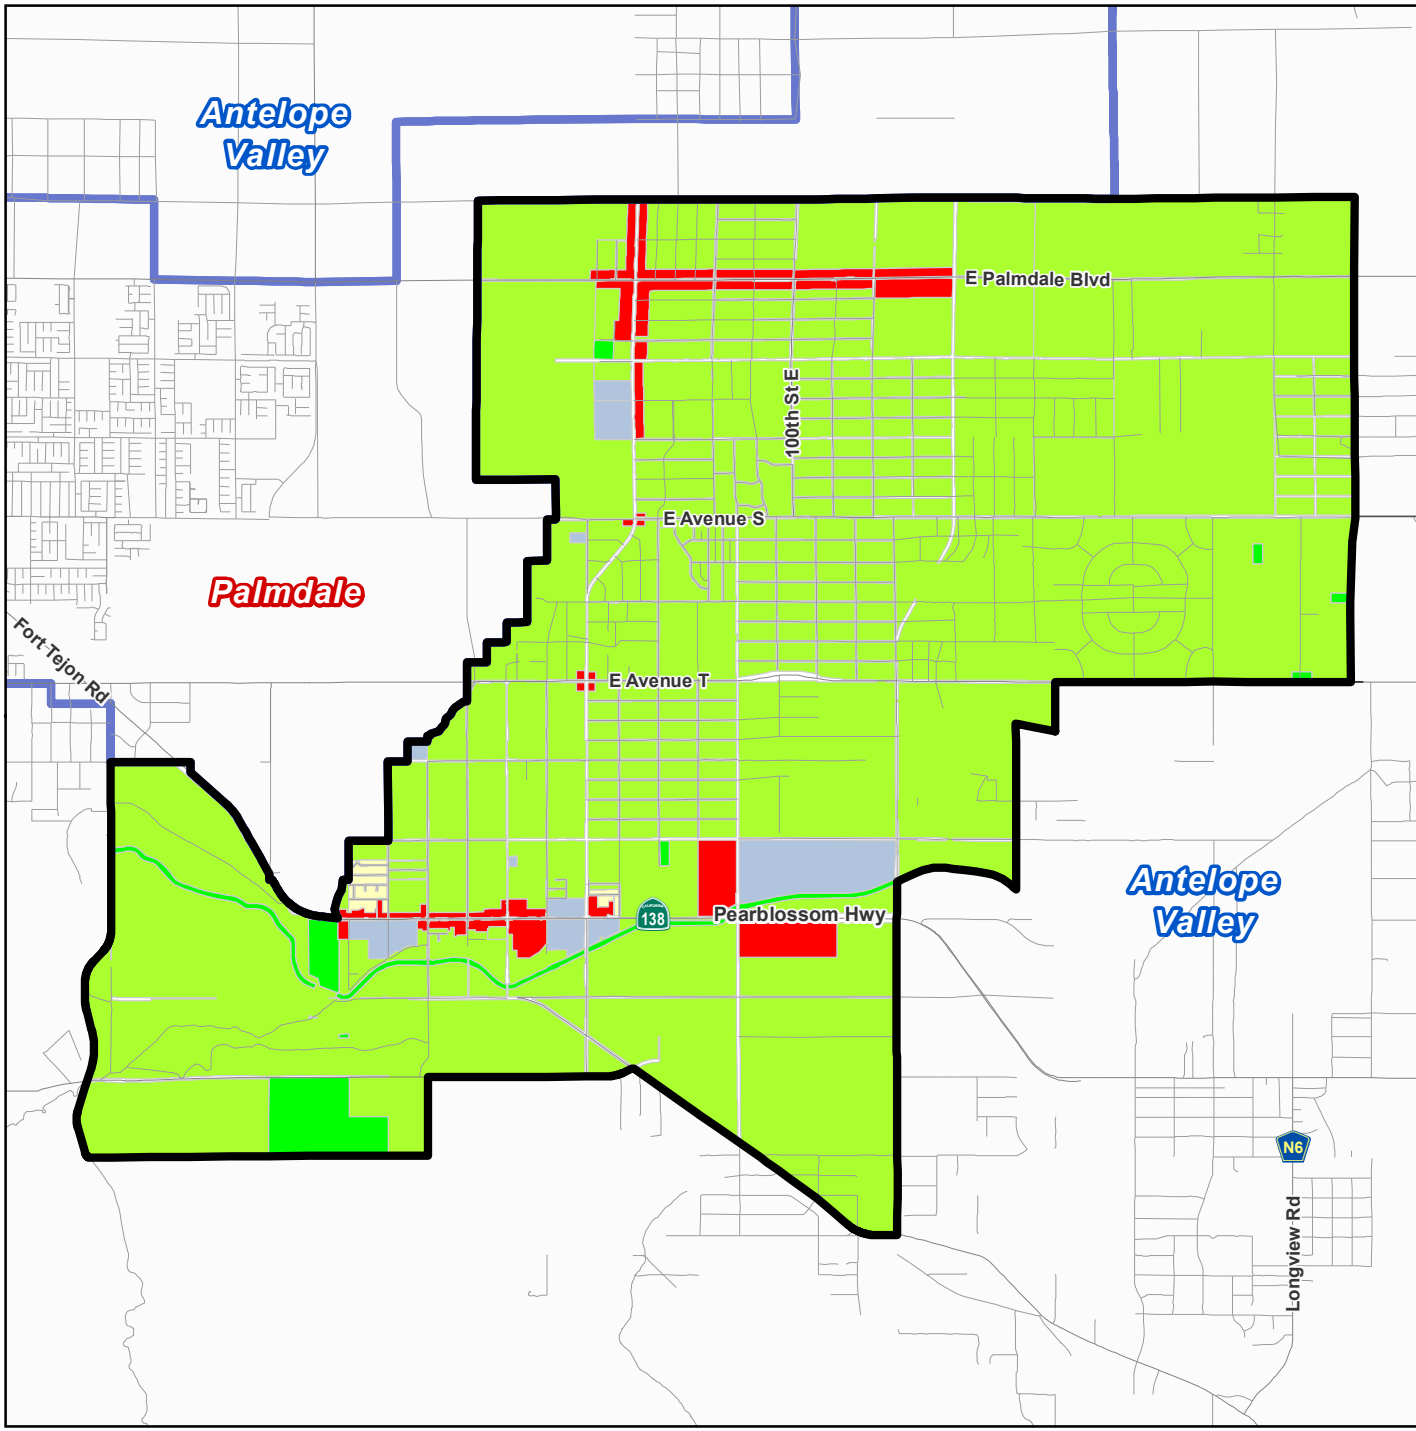 Antelope
Valley
E Palmdale Blvd
100th St E
E Avenue S
Palmdale
Fort Tejon Rd
E Avenue T
Antelope
Valley
CALIFORNIA
138
Pearblossom Hwy
N6
Longview Rd